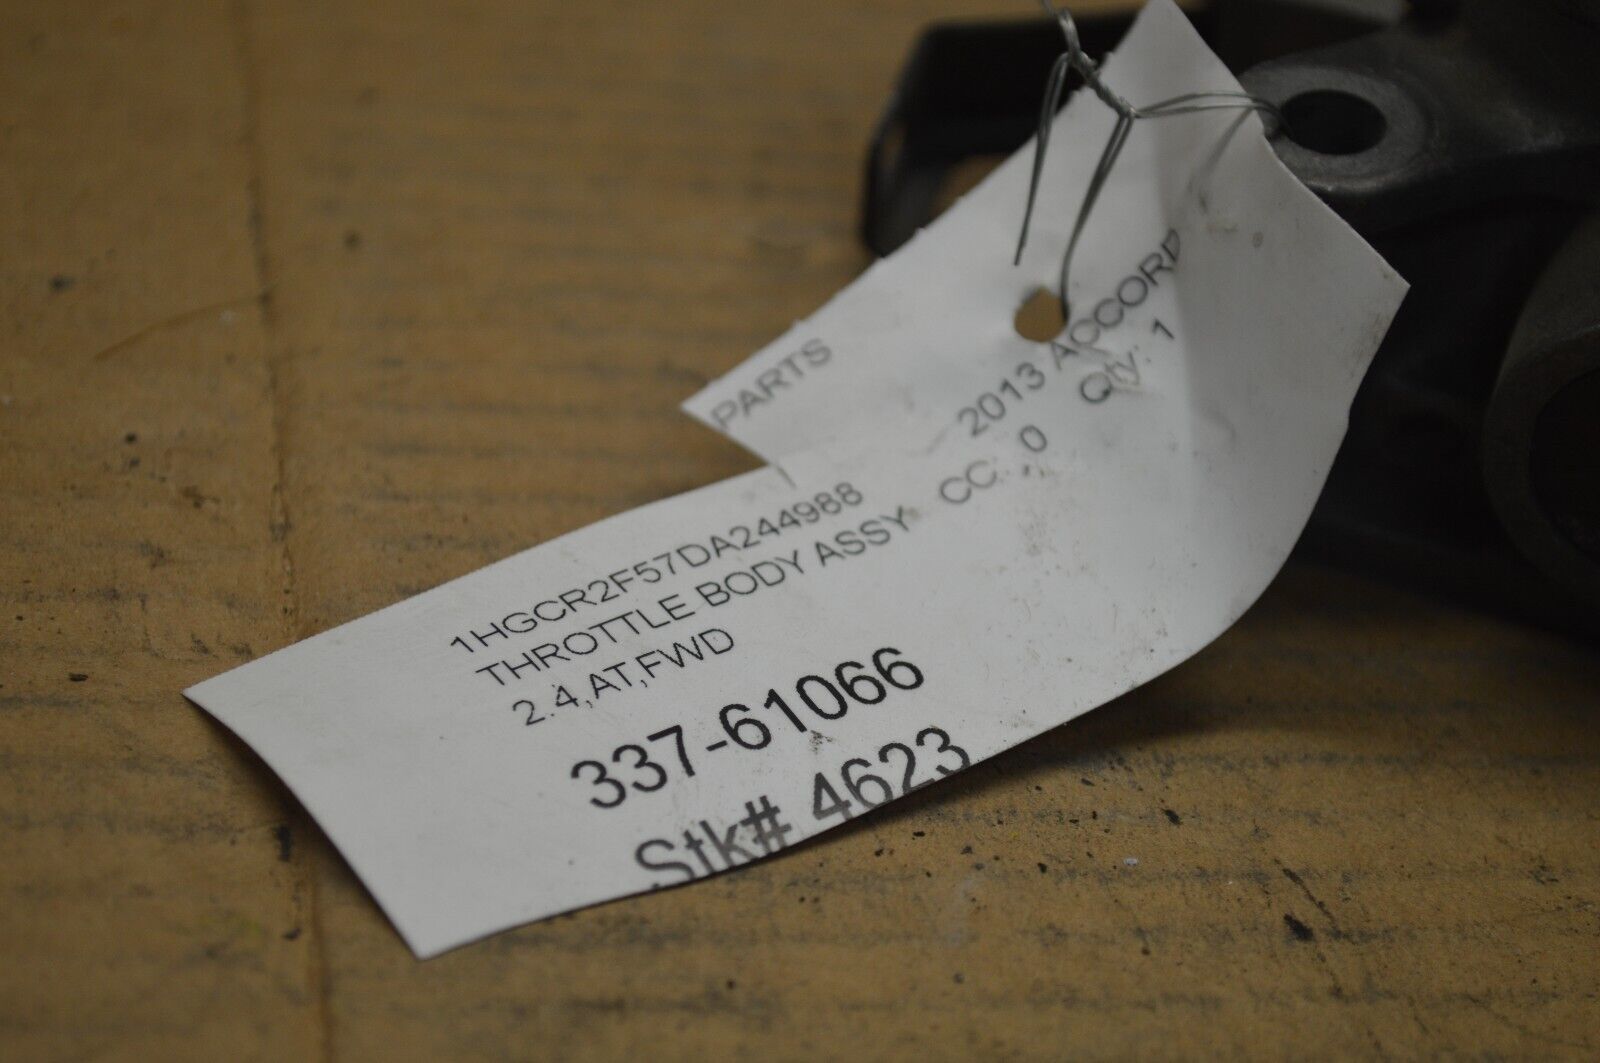 PARTS
2013 ACCORD
Qty: 1
1HGCR2F57DA244988
THROTTLE BODY ASSY CC: ,0
2.4,AT,FWD
337-61066
Stk# 4623